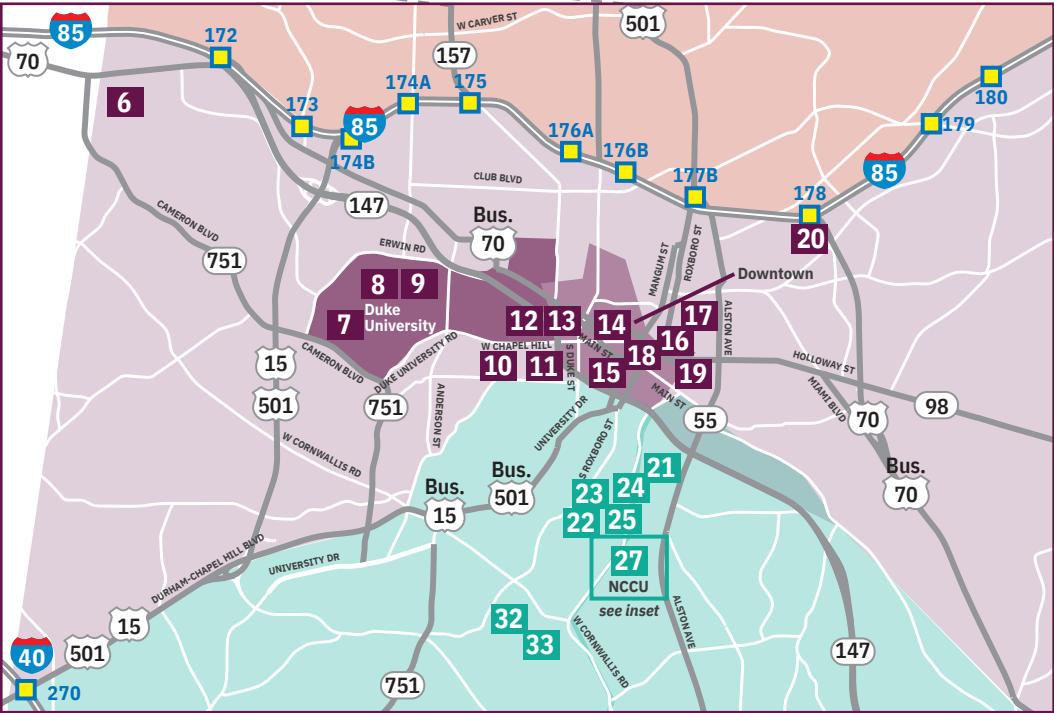 W CARVER ST
501
85
172
70
157
174A
175
180
6
173
85
179
176A
174B
176B
177B
85
CLUB BLVD
178
147
CAMERON BLVD
Bus.
70
20
ERWIN RD
MANGUM ST
ROXBORO ST
751
Downtown
8
9
Duke
University
7
12
13
14
17
ALSTON AVE
MAIN ST
16
W CHAPEL HILL
18
10
11
S DUKE ST
15
19
HOLLOWAY ST
15
CAMERON BLVD
DUKE UNIVERSITY RD
MAIN ST
MIAMI BLVD
501
751
ANDERSON ST
UNIVERSITY DR
55
70
98
W CORNWALLIS RD
S ROXBORO ST
21
Bus.
70
Bus.
501
23
24
Bus.
15
22
25
DURHAM-CHAPEL HILL BLVD
UNIVERSITY DR
27
NCCU
see inset
15
32
33
W CORNWALLIS RD
ALSTON AVE
40
501
147
270
751